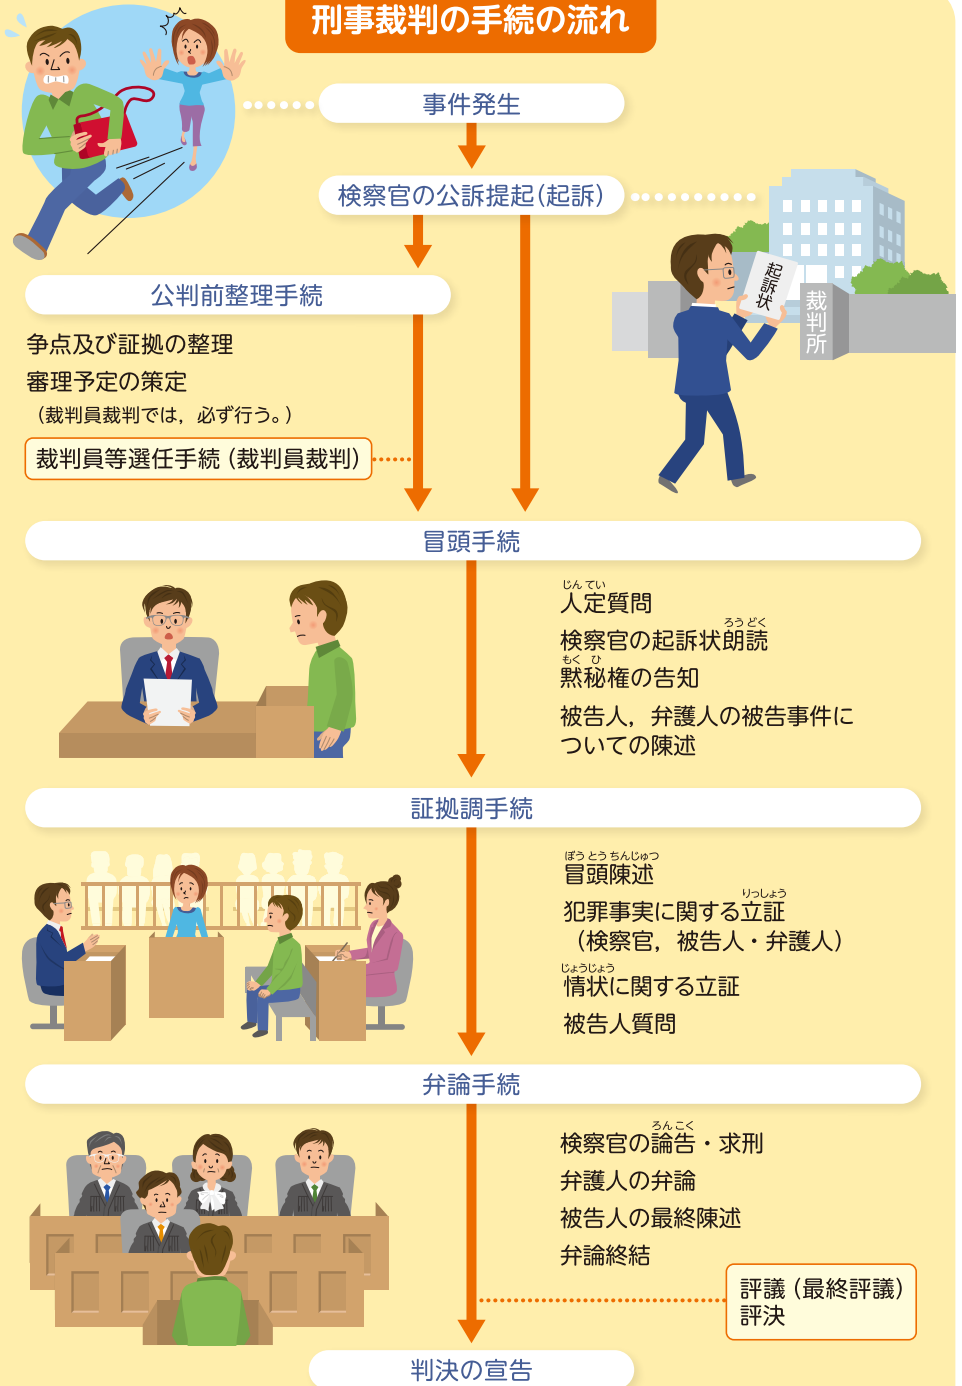 刑事裁判の手続の流れ
事件発生
検察官の公訴提起(起訴)
起訴状
裁判所
公判前整理手続
争点及び証拠の整理
審理予定の策定
(裁判員裁判では，必ず行う。)
裁判員等選任手続(裁判員裁判)
冒頭手続
じんてい
人定質問
ろうどく
検察官の起訴状朗読
もく ひ
黙秘権の告知
被告人，弁護人の被告事件に
ついての陳述
証拠調手続
ぼうとうちんじゅつ
冒頭陳述
りっしょう
犯罪事実に関する立証
(検察官，被告人・弁護人)
じょうじょう
情状に関する立証
被告人質問
弁論手続
ろんこく
検察官の論告・求刑
弁護人の弁論
被告人の最終陳述
弁論終結
評議(最終評議)
評決
判決の宣告